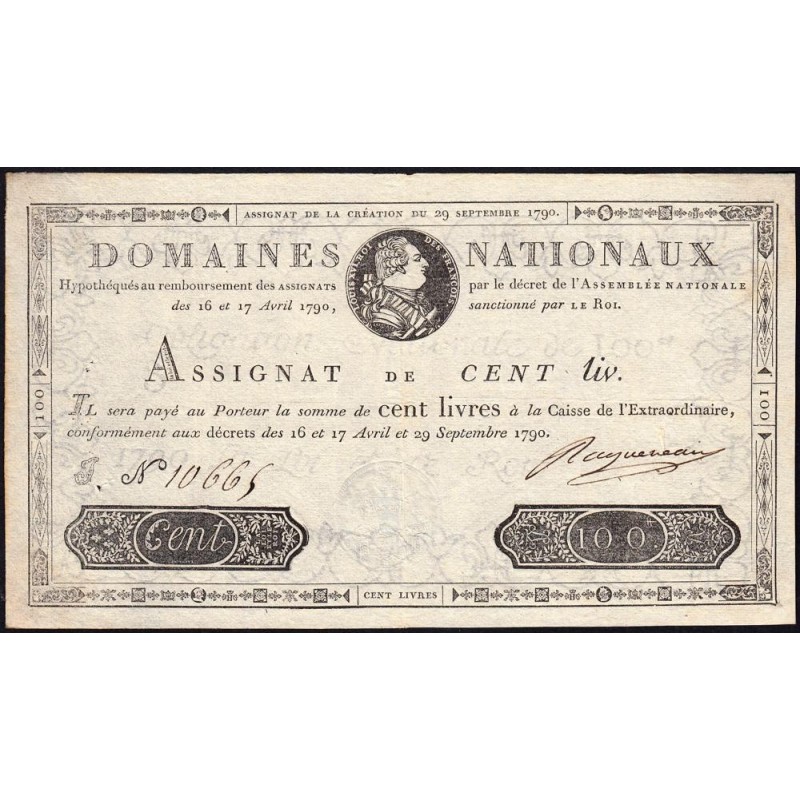 ASSIGNAT DE LA CRÉATION DU 29 SEPTEMBRE 1790.
DOMAINES NATIONAUX
LOUIS XVI ROI DES FRANÇOIS
Hypothéqués au remboursement des ASSIGNATS par le décret de l'ASSEMBLÉE NATIONALE
des 16 et 17 Avril 1790, sanctionné par LE ROI.
ASSIGNAT DE CENT liv.
IL sera payé au Porteur la somme de cent livres à la Caisse de l'Extraordinaire,
conformément aux décrets des 16 et 17 Avril et 29 Septembre 1790.
100
100
J. No 10665
Cent
100
CENT LIVRES